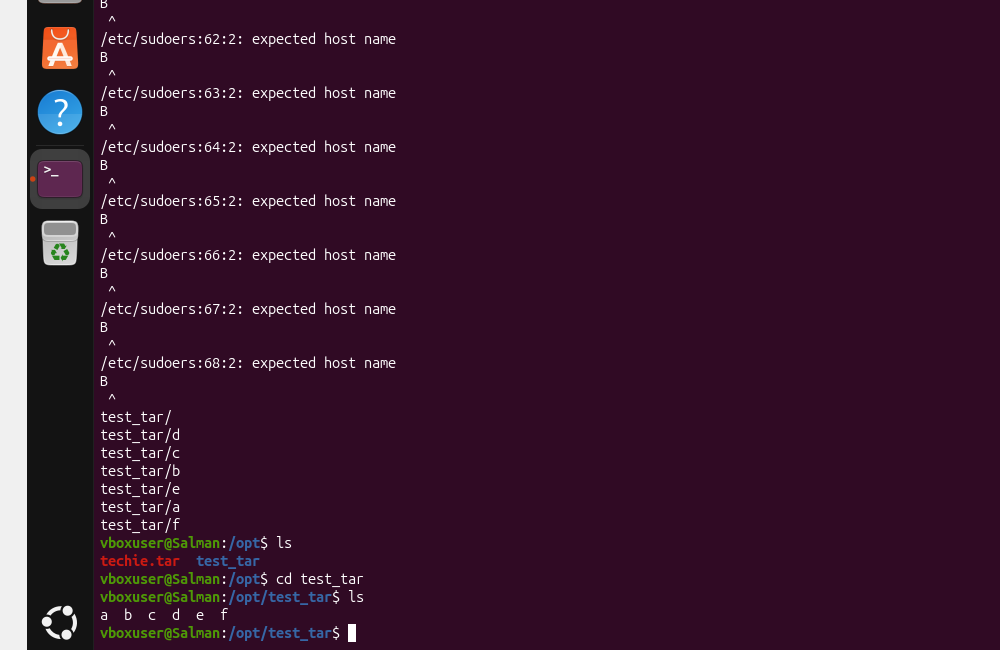 B
 ^
/etc/sudoers:62:2: expected host name
B
 ^
/etc/sudoers:63:2: expected host name
B
 ^
/etc/sudoers:64:2: expected host name
B
 ^
/etc/sudoers:65:2: expected host name
B
 ^
/etc/sudoers:66:2: expected host name
B
 ^
/etc/sudoers:67:2: expected host name
B
 ^
/etc/sudoers:68:2: expected host name
B
 ^
test_tar/
test_tar/d
test_tar/c
test_tar/b
test_tar/e
test_tar/a
test_tar/f
vboxuser@Salman:/opt$ ls
techie.tar  test_tar
vboxuser@Salman:/opt$ cd test_tar
vboxuser@Salman:/opt/test_tar$ ls
a  b  c  d  e  f
vboxuser@Salman:/opt/test_tar$